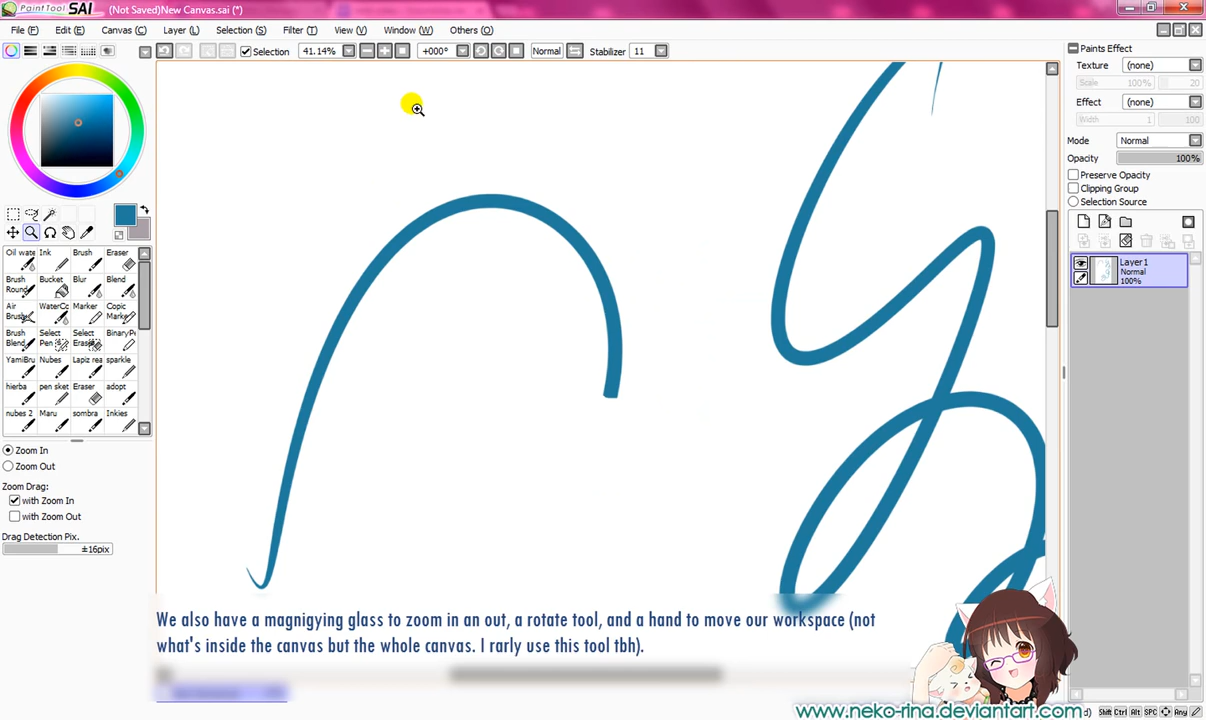 PaintTool SAI (Not Saved)New Canvas.sai (*)
File (F) Edit (E) Canvas (C) Layer (L) Selection (S) Filter (T) View (V) Window (W) Others (O)
Selection 41.14% +000° Normal Stabilizer 11
Paints Effect
Texture (none)
Scale 100% 20
Effect (none)
Width 1 100
Mode Normal
Opacity 100%
Preserve Opacity
Clipping Group
Selection Source
Layer1
Normal
100%
Oil wate Ink Brush Eraser
Brush Round Bucket Blur Blend
Air Brush WaterCo Marker Copic Marke
Brush Blend Select Pen Select Eras BinaryPe
YamiBru Nubes Lapiz rea sparkle
hierba pen sket Eraser adopt
nubes 2 Maru sombra Inkies
Zoom In
Zoom Out
Zoom Drag:
with Zoom In
with Zoom Out
Drag Detection Pix.
±16pix
We also have a magnigying glass to zoom in an out, a rotate tool, and a hand to move our workspace (not
what's inside the canvas but the whole canvas. I rarly use this tool tbh).
www.neko-rina.deviantart.com
Shift Ctrl Alt SPC Any